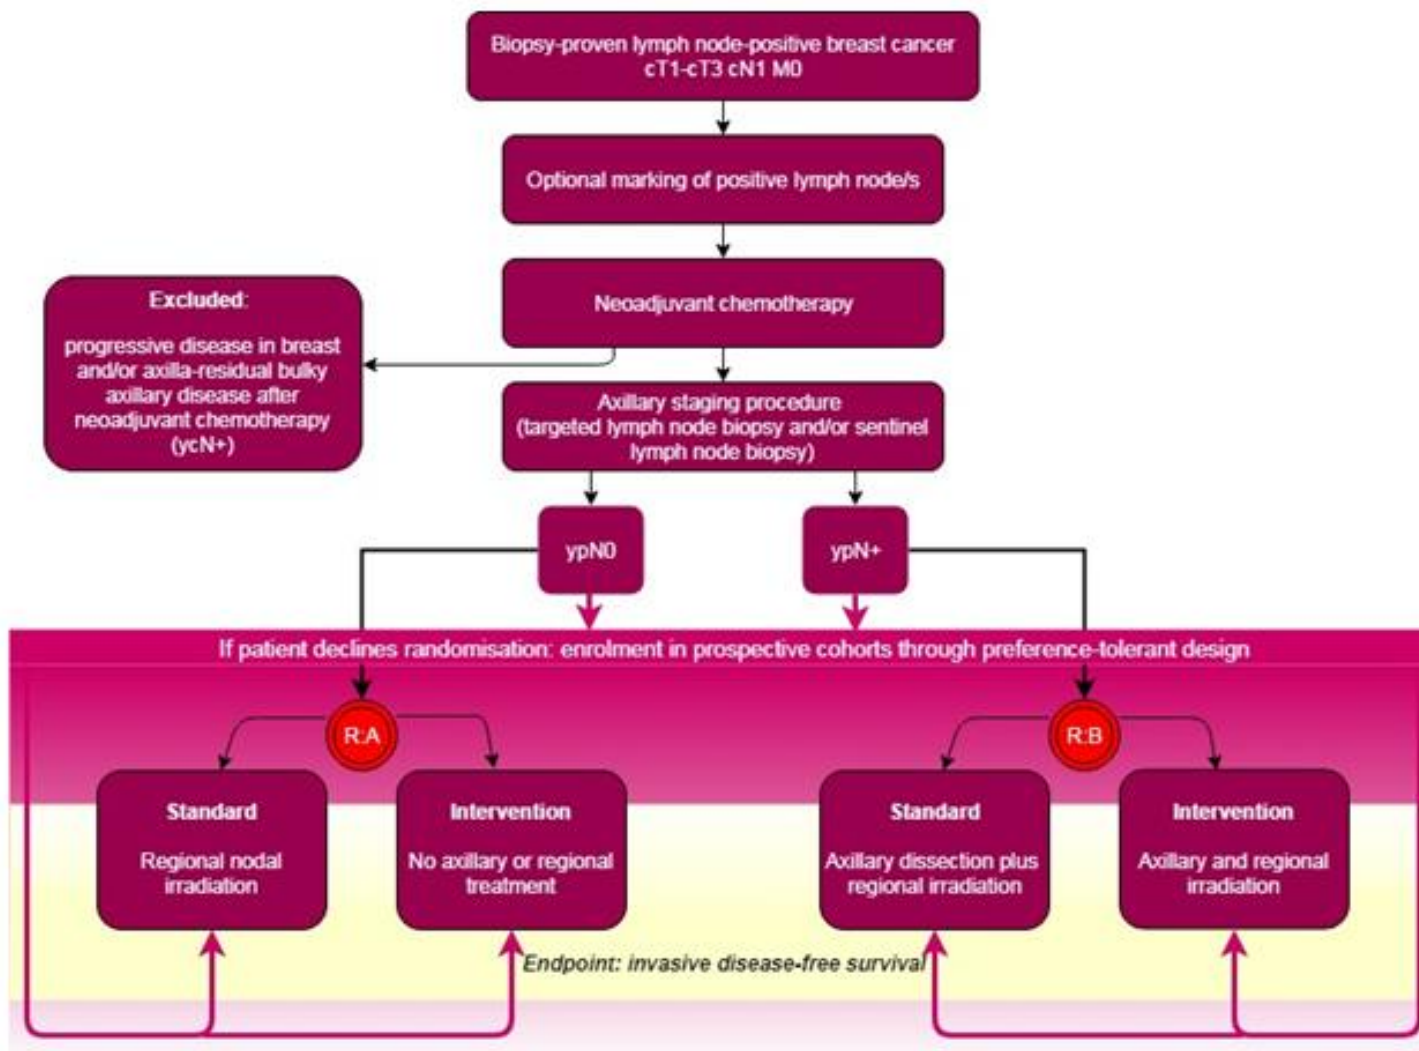 Biopsy-proven lymph node-positive breast cancer
cT1-cT3 cN1 M0
Optional marking of positive lymph node/s
Neoadjuvant chemotherapy
Excluded:
progressive disease in breast
and/or axilla-residual bulky
axillary disease after
neoadjuvant chemotherapy
(ycN+)
Axillary staging procedure
(targeted lymph node biopsy and/or sentinel
lymph node biopsy)
ypN0
ypN+
If patient declines randomisation: enrolment in prospective cohorts through preference-tolerant design
R:A
R:B
Standard
Regional nodal
irradiation
Intervention
No axillary or regional
treatment
Standard
Axillary dissection plus
regional irradiation
Intervention
Axillary and regional
irradiation
Endpoint: invasive disease-free survival